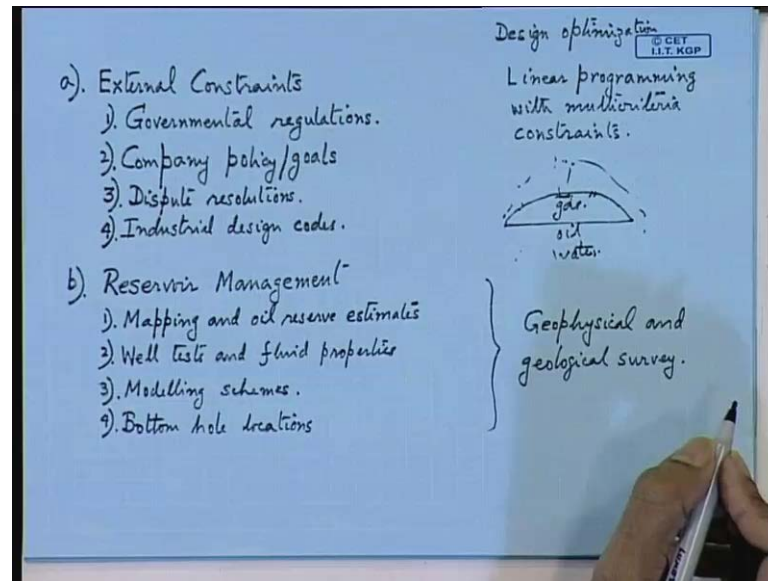 Design optimization
© CET
I.I.T. KGP
a). External Constraints
1). Governmental regulations.
2). Company policy/goals
3). Dispute resolutions.
4). Industrial design codes.
Linear programming
with multicriteria
constraints.
gas
oil
water
b). Reservoir Management
1). Mapping and oil reserve estimates
2). Well tests and fluid properties
3). Modelling schemes.
4). Bottom hole locations
Geophysical and
geological survey.